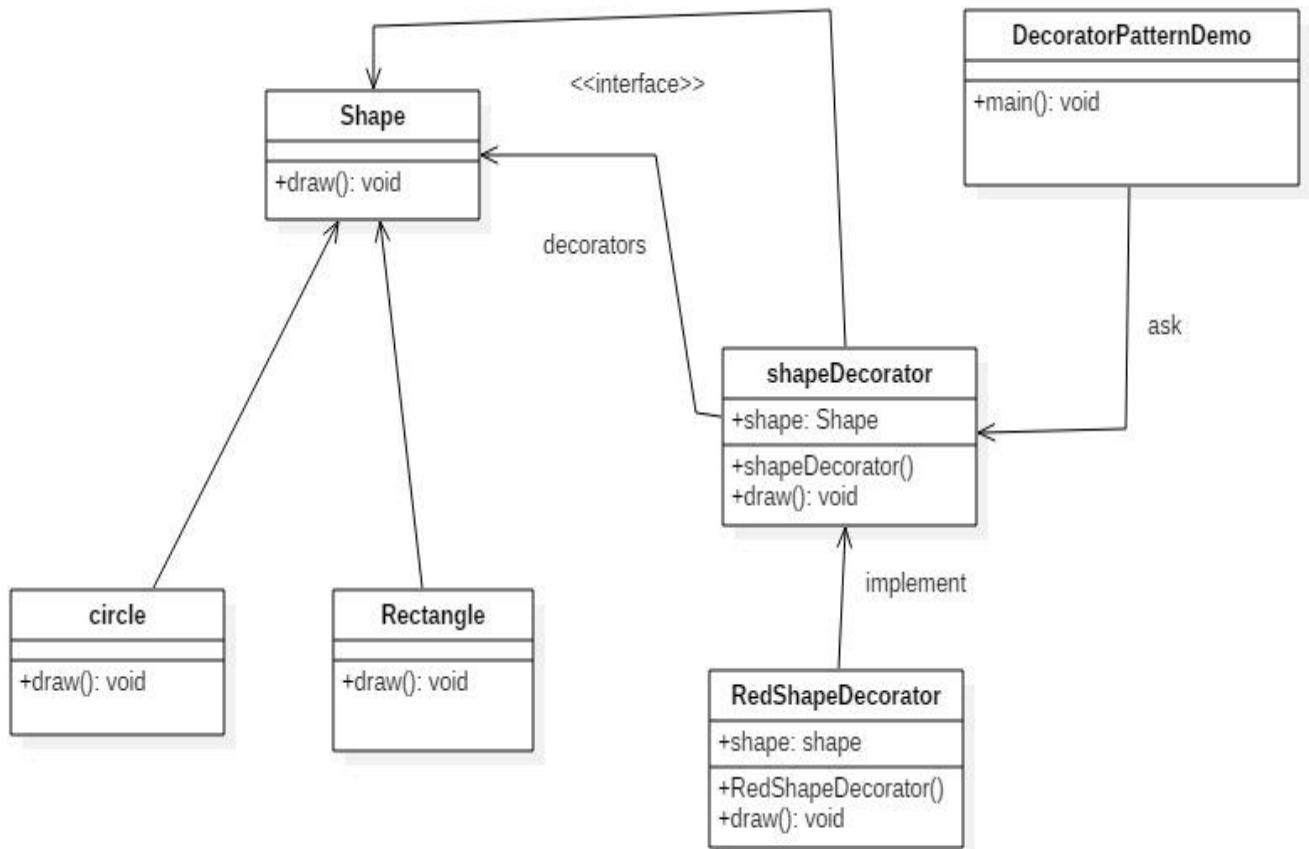 DecoratorPatternDemo
+main(): void
<<interface>>
Shape
+draw(): void
decorators
ask
shapeDecorator
+shape: Shape
+shapeDecorator()
+draw(): void
implement
circle
+draw(): void
Rectangle
+draw(): void
RedShapeDecorator
+shape: shape
+RedShapeDecorator()
+draw(): void